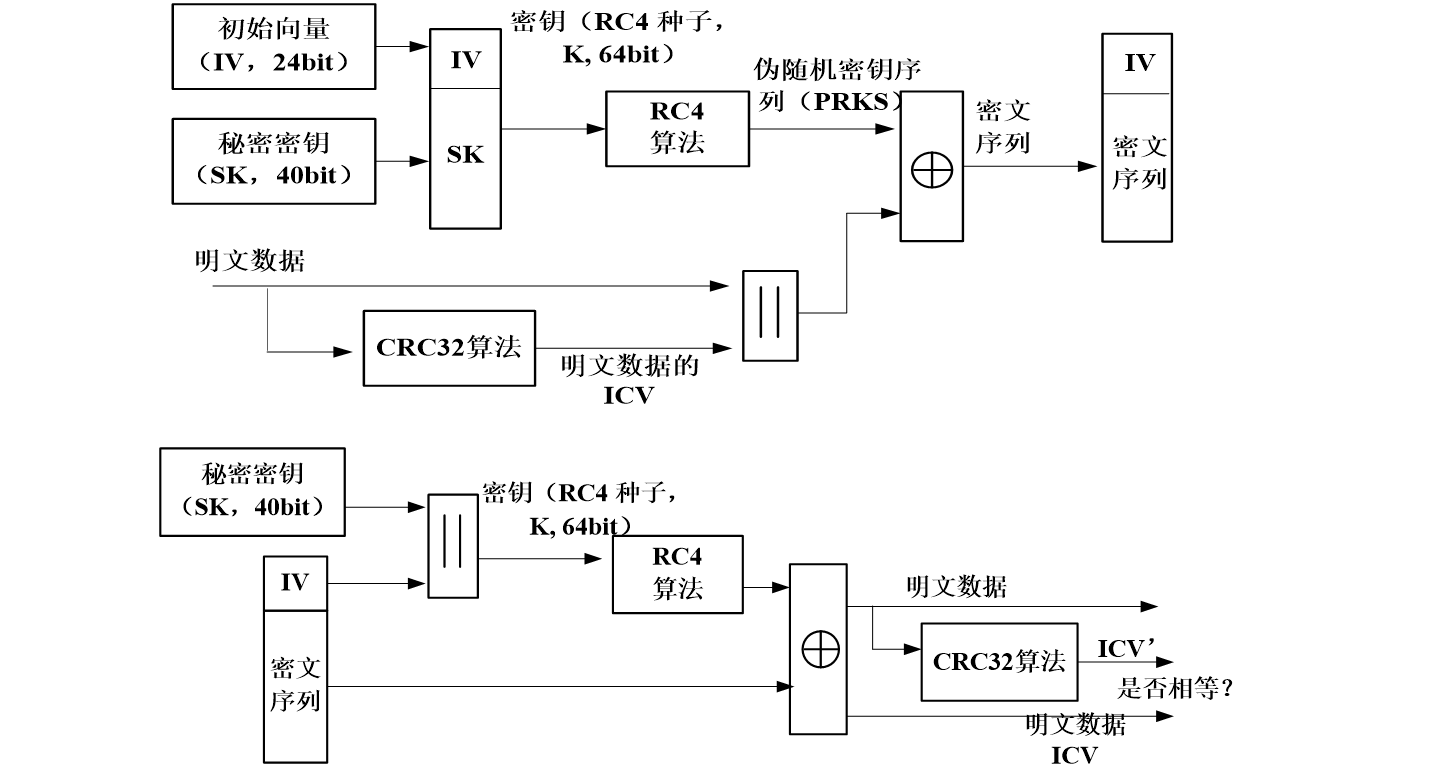 初始向量
（IV，24bit）
IV
SK
密钥（RC4 种子，
K, 64bit）
秘密密钥
（SK，40bit）
RC4
算法
伪随机密钥序
列（PRKS）
密文
序列
IV
密文
序列
明文数据
CRC32算法
明文数据的
ICV
秘密密钥
（SK，40bit）
IV
密文
序列
密钥（RC4 种子，
K, 64bit）
RC4
算法
明文数据
CRC32算法
ICV’
是否相等？
明文数据
ICV